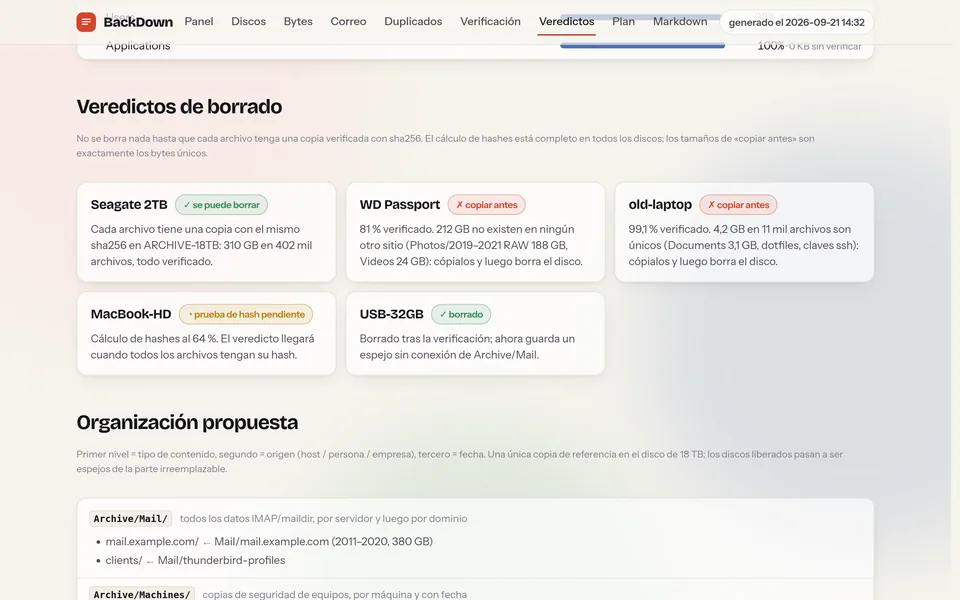 BackDown Panel Discos Bytes Correo Duplicados Verificación Veredictos Plan Markdown generado el 2026-09-21 14:32
Applications 100% · 0 KB sin verificar
Veredictos de borrado
No se borra nada hasta que cada archivo tenga una copia verificada con sha256. El cálculo de hashes está completo en todos los discos; los tamaños de «copiar antes» son
exactamente los bytes únicos.
Seagate 2TB ✓ se puede borrar
Cada archivo tiene una copia con el mismo
sha256 en ARCHIVE-18TB: 310 GB en 402 mil
archivos, todo verificado.
WD Passport ✗ copiar antes
81 % verificado. 212 GB no existen en ningún
otro sitio (Photos/2019–2021 RAW 188 GB,
Videos 24 GB): cópialos y luego borra el disco.
old-laptop ✗ copiar antes
99,1 % verificado. 4,2 GB en 11 mil archivos son
únicos (Documents 3,1 GB, dotfiles, claves ssh):
cópialos y luego borra el disco.
MacBook-HD · prueba de hash pendiente
Cálculo de hashes al 64 %. El veredicto llegará
cuando todos los archivos tengan su hash.
USB-32GB ✓ borrado
Borrado tras la verificación; ahora guarda un
espejo sin conexión de Archive/Mail.
Organización propuesta
Primer nivel = tipo de contenido, segundo = origen (host / persona / empresa), tercero = fecha. Una única copia de referencia en el disco de 18 TB; los discos liberados pasan a ser
espejos de la parte irreemplazable.
Archive/Mail/ todos los datos IMAP/maildir, por servidor y luego por dominio
• mail.example.com/ ← Mail/mail.example.com (2011–2020, 380 GB)
• clients/ ← Mail/thunderbird-profiles
Archive/Machines/ copias de seguridad de equipos, por máquina y con fecha